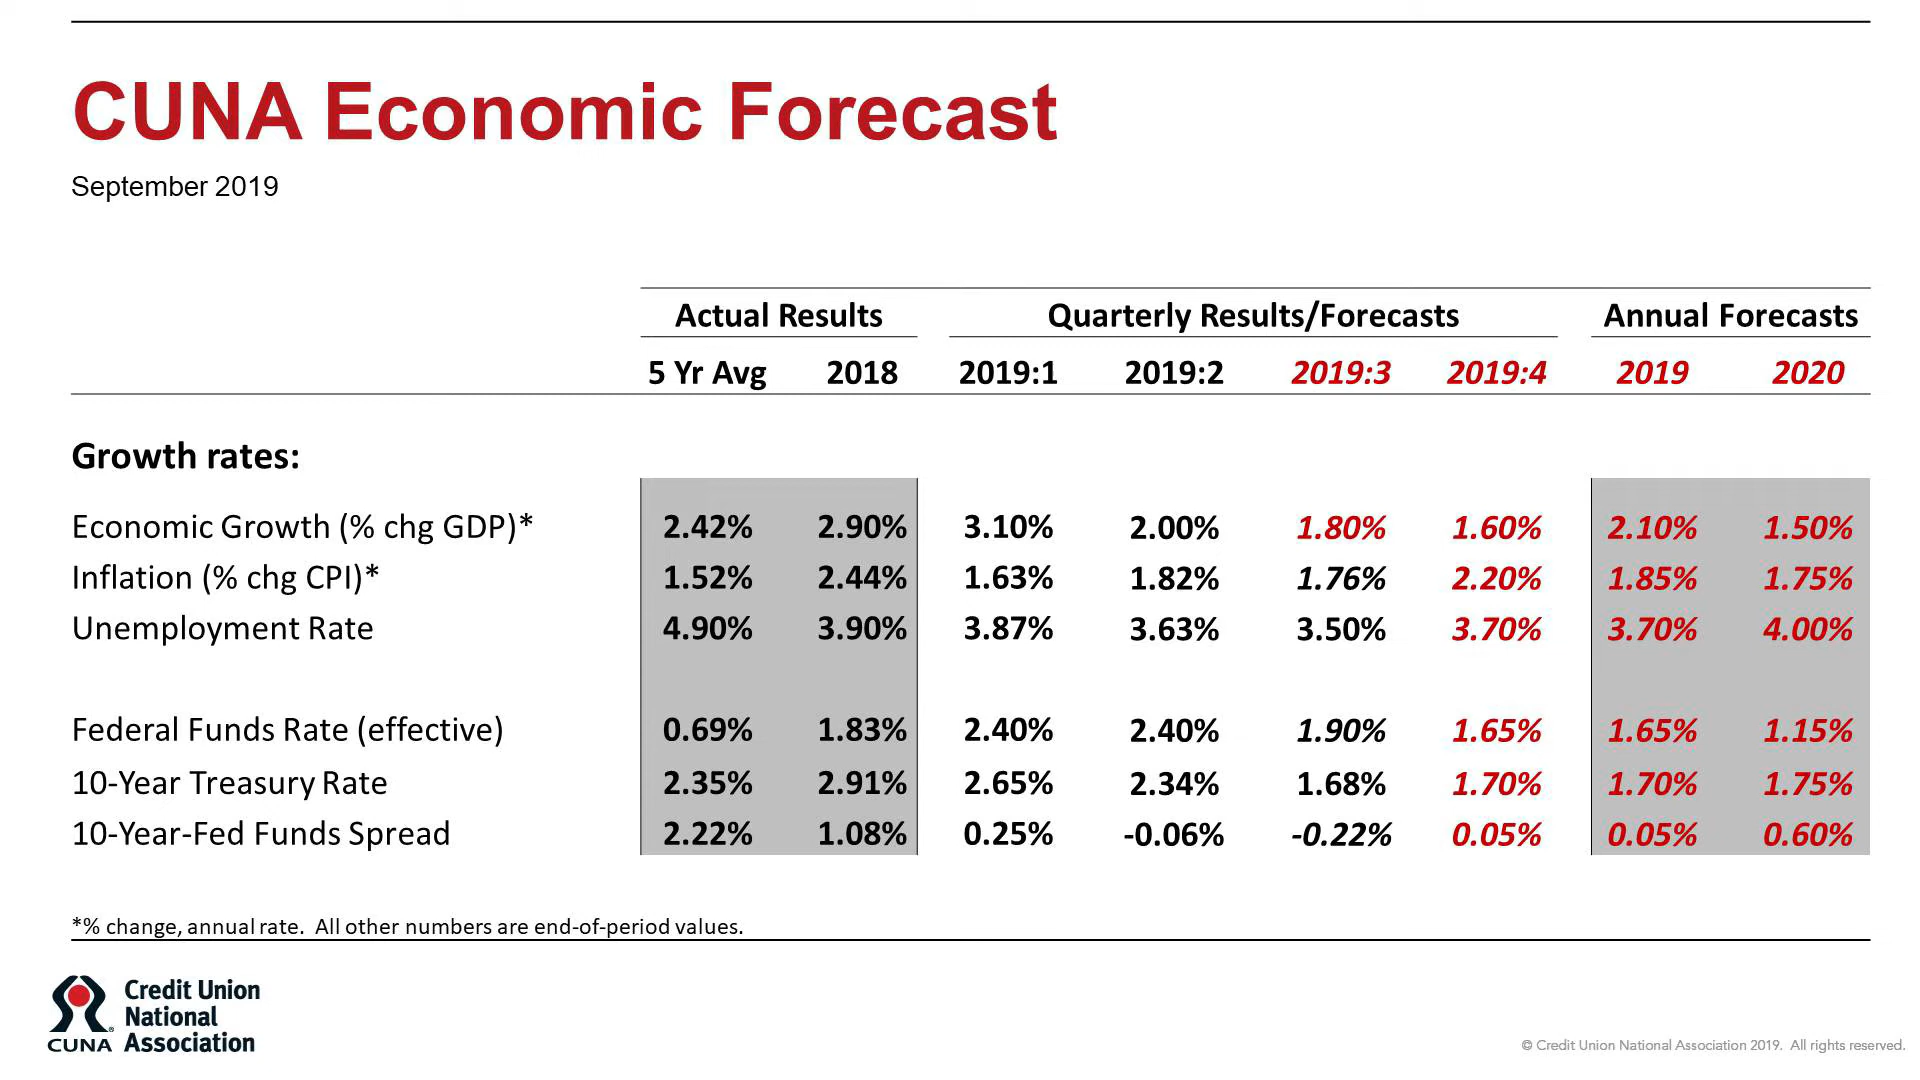 CUNA Economic Forecast
September 2019
Actual Results Quarterly Results/Forecasts Annual Forecasts
5 Yr Avg 2018 2019:1 2019:2 2019:3 2019:4 2019 2020
Growth rates:
Economic Growth (% chg GDP)* 2.42% 2.90% 3.10% 2.00% 1.80% 1.60% 2.10% 1.50%
Inflation (% chg CPI)* 1.52% 2.44% 1.63% 1.82% 1.76% 2.20% 1.85% 1.75%
Unemployment Rate 4.90% 3.90% 3.87% 3.63% 3.50% 3.70% 3.70% 4.00%
Federal Funds Rate (effective) 0.69% 1.83% 2.40% 2.40% 1.90% 1.65% 1.65% 1.15%
10-Year Treasury Rate 2.35% 2.91% 2.65% 2.34% 1.68% 1.70% 1.70% 1.75%
10-Year-Fed Funds Spread 2.22% 1.08% 0.25% -0.06% -0.22% 0.05% 0.05% 0.60%
*% change, annual rate. All other numbers are end-of-period values.
Credit Union
National
CUNA Association
® 
© Credit Union National Association 2019. All rights reserved.